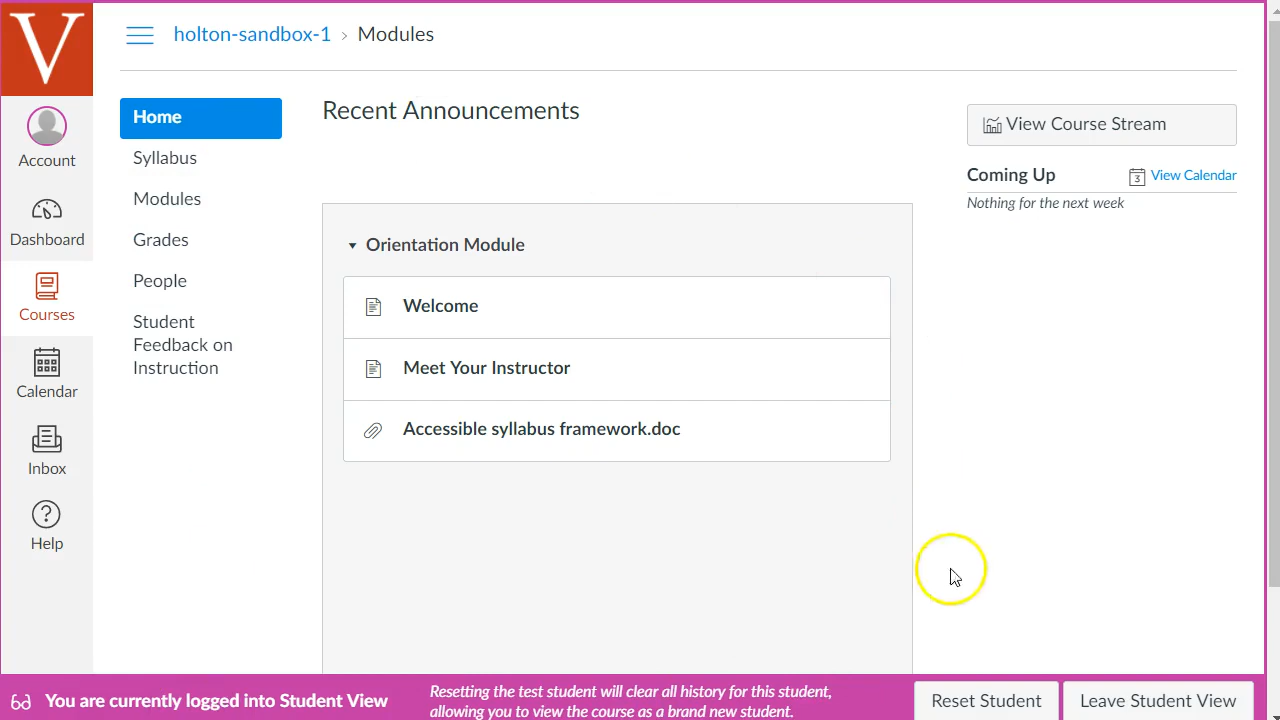 V
holton-sandbox-1 › Modules
Account
Dashboard
Courses
Calendar
Inbox
Help
Home
Syllabus
Modules
Grades
People
Student
Feedback on
Instruction
Recent Announcements
Orientation Module
Welcome
Meet Your Instructor
Accessible syllabus framework.doc
View Course Stream
Coming Up
3 View Calendar
Nothing for the next week
You are currently logged into Student View
Resetting the test student will clear all history for this student,
allowing you to view the course as a brand new student.
Reset Student
Leave Student View